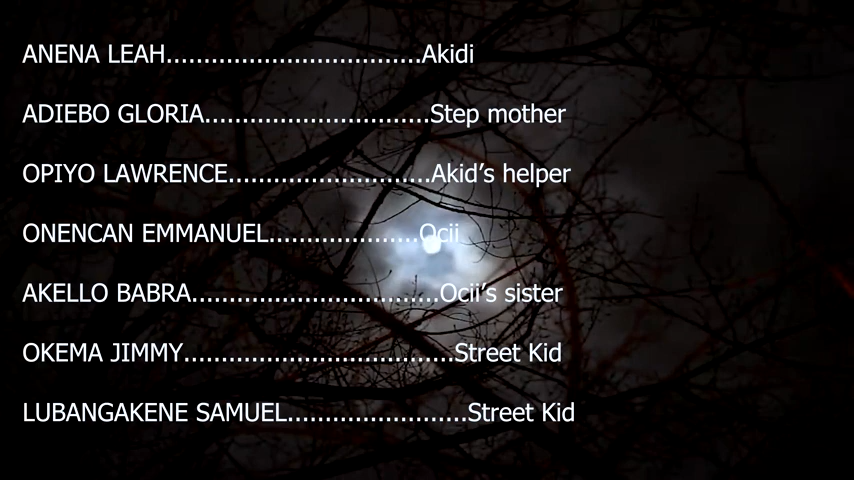 ANENA LEAH..................................Akidi
ADIEBO GLORIA..............................Step mother
OPIYO LAWRENCE...........................Akid's helper
ONENCAN EMMANUEL....................Ocii
AKELLO BABRA.................................Ocii's sister
OKEMA JIMMY....................................Street Kid
LUBANGAKENE SAMUEL........................Street Kid